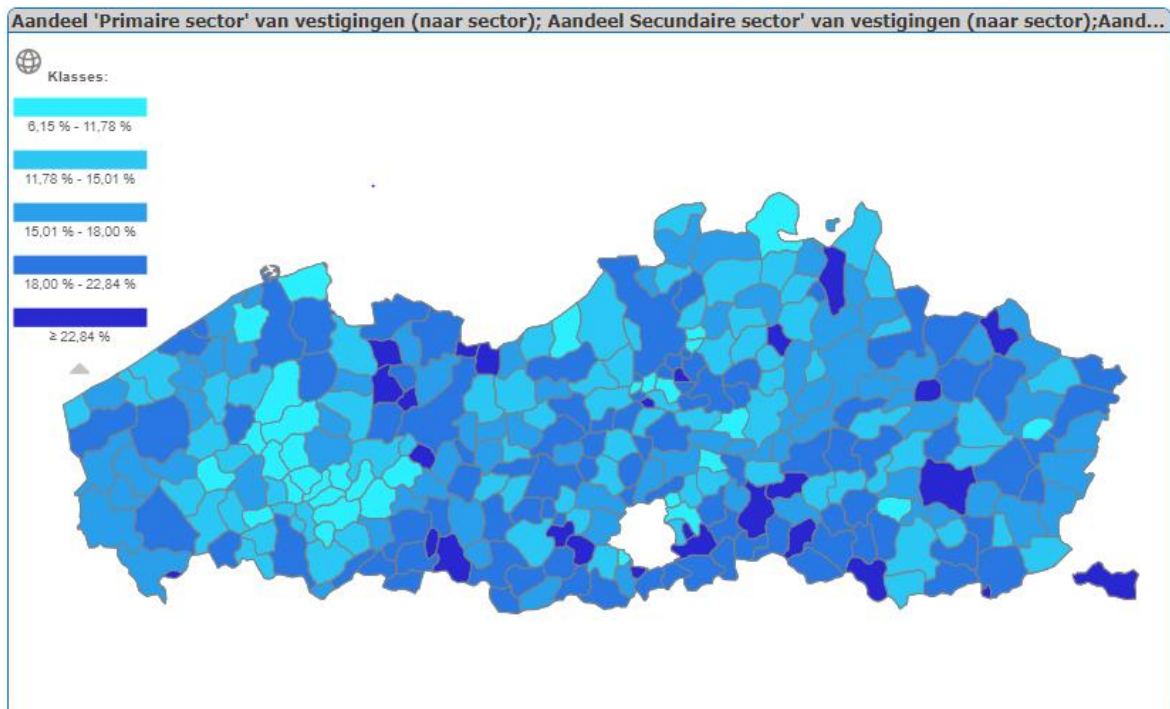 Aandeel 'Primaire sector' van vestigingen (naar sector); Aandeel Secundaire sector' van vestigingen (naar sector);Aand...
Klasses:
6,15 % - 11,78 %
11,78 % - 15,01 %
15,01 % - 18,00 %
18,00 % - 22,84 %
≥ 22,84 %